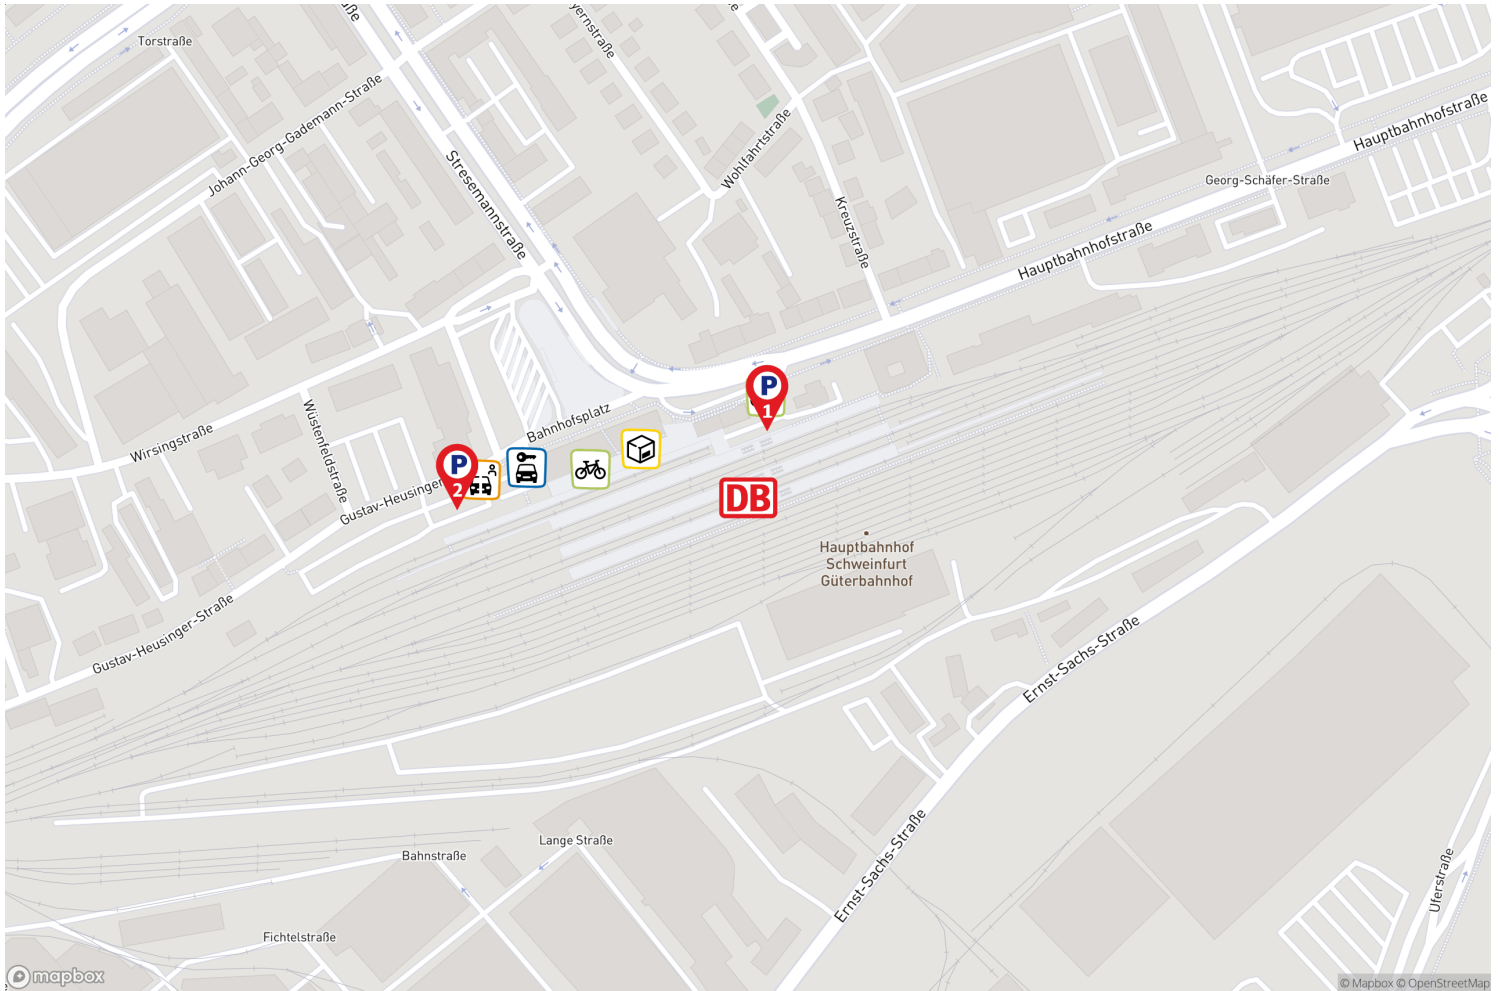 Torstraße
Johann-Georg-Gademann-Straße
Stresemannstraße
Wohlfahrtstraße
Kreuzstraße
Hauptbahnhofstraße
Georg-Schäfer-Straße
Hauptbahnhofstraße
P
1
Bahnhofsplatz
Wirsingstraße
Wüstenfeldstraße
P
2
Gustav-Heusinger
DB
Hauptbahnhof
Schweinfurt
Güterbahnhof
Gustav-Heusinger-Straße
Ernst-Sachs-Straße
Lange Straße
Bahnstraße
Ernst-Sachs-Straße
Uferstraße
Fichtelstraße
mapbox
© Mapbox © OpenStreetMap